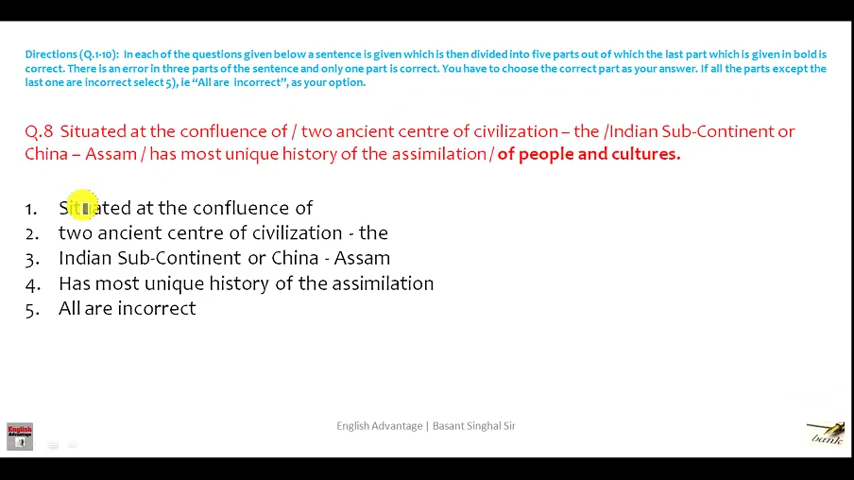 Directions (Q.1-10): In each of the questions given below a sentence is given which is then divided into five parts out of which the last part which is given in bold is
correct. There is an error in three parts of the sentence and only one part is correct. You have to choose the correct part as your answer. If all the parts except the
last one are incorrect select 5), ie “All are incorrect”, as your option.
Q.8 Situated at the confluence of / two ancient centre of civilization – the /Indian Sub-Continent or
China – Assam / has most unique history of the assimilation / of people and cultures.
1. Situated at the confluence of
2. two ancient centre of civilization - the
3. Indian Sub-Continent or China - Assam
4. Has most unique history of the assimilation
5. All are incorrect
English Advantage | Basant Singhal Sir
English
Advantage
bank